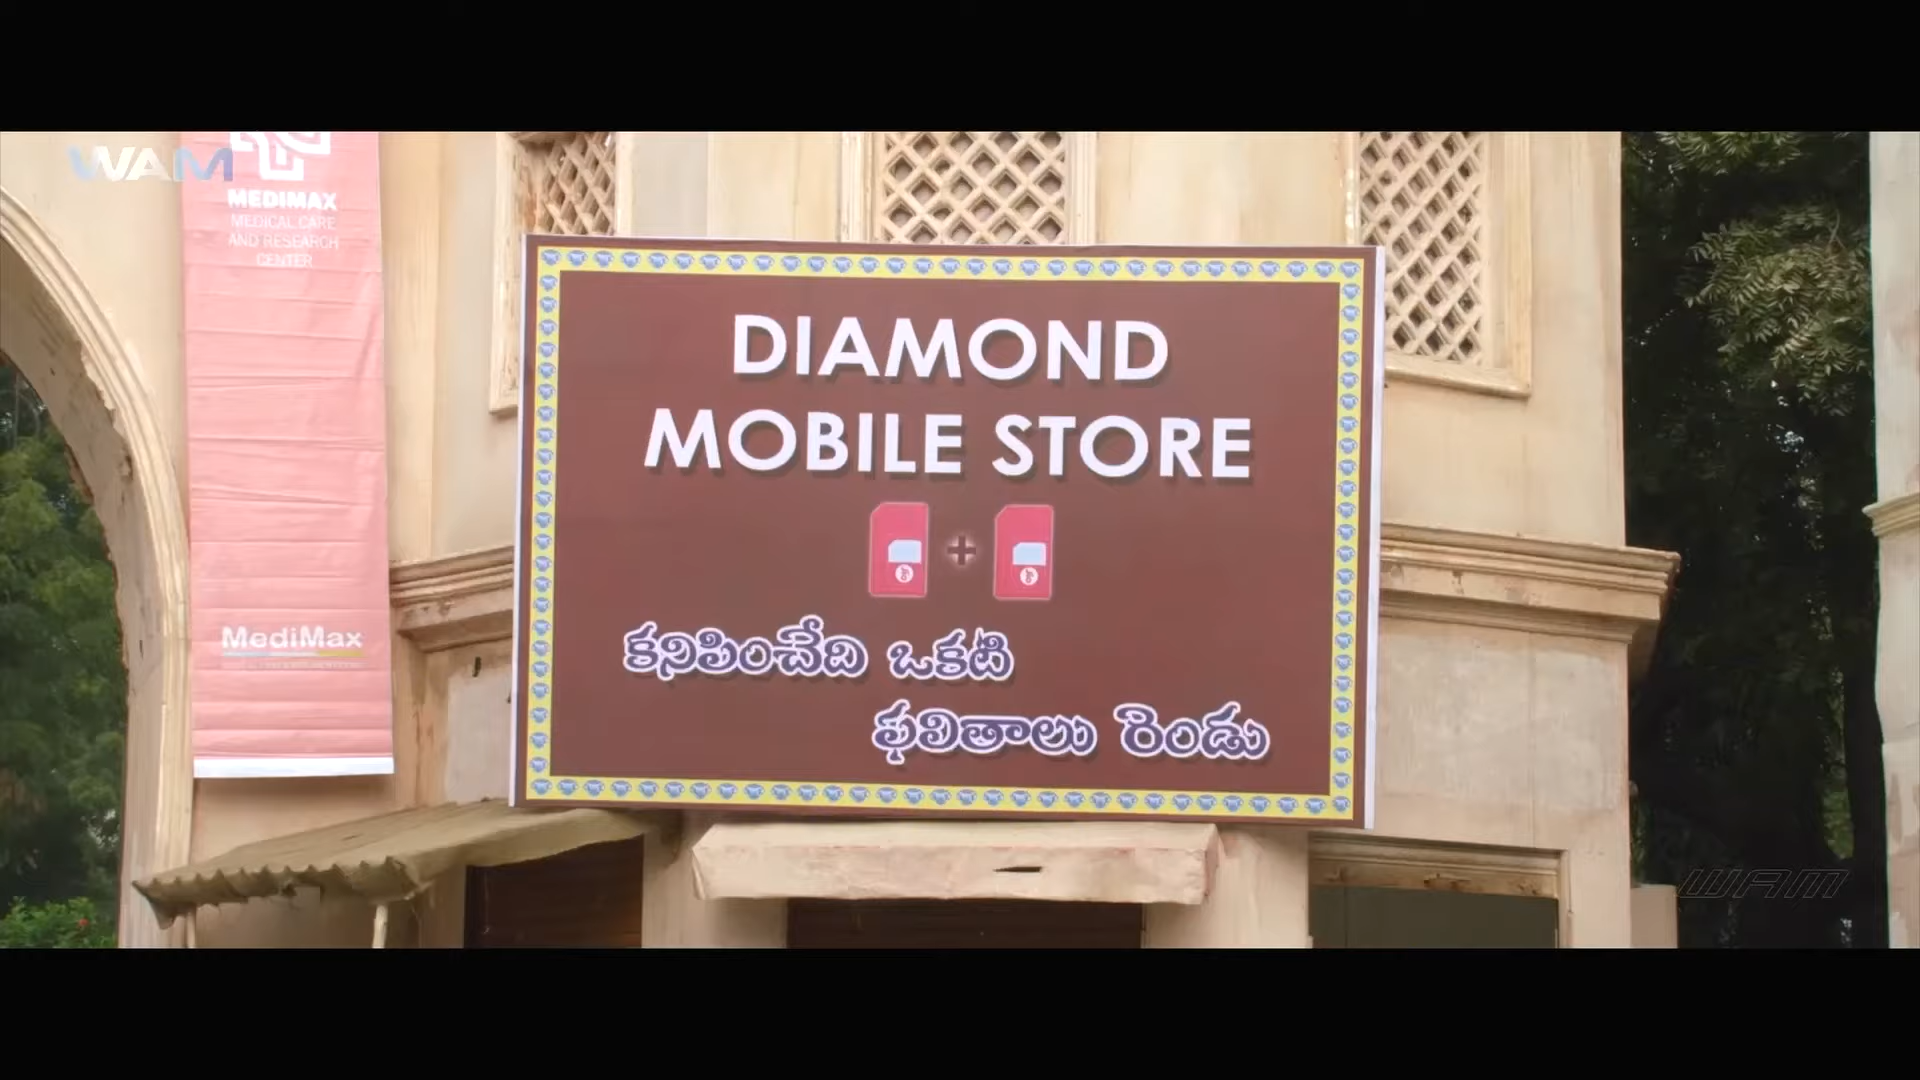 WAM
MEDIMAX
MEDICAL CARE
AND RESEARCH
CENTER
MediMax
DIAMOND
MOBILE STORE
+
కనిపించేది ఒకటి
ఫలితాలు రెండు
WAM